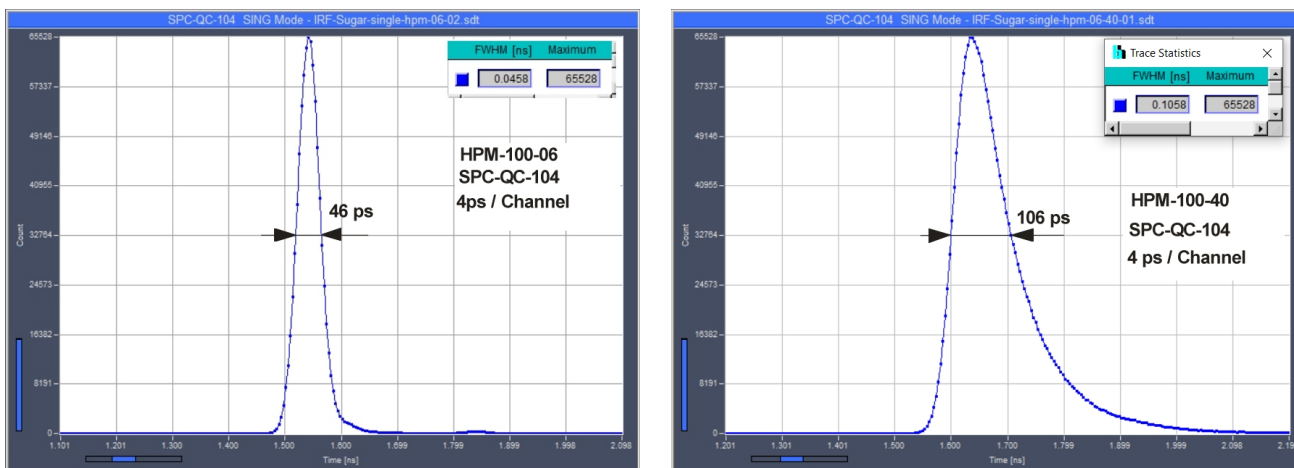 SPC-QC-104 SING Mode - IRF-Sugar-single-hpm-06-02.sdt
65528
57337
49146
40955
32764
24573
16382
8191
0
Count
FWHM [ns] Maximum
0.0458 65528
HPM-100-06
SPC-QC-104
4ps / Channel
46 ps
1.101 1.201 1.300 1.400 1.500 1.600 1.699 1.799 1.899 1.998 2.098
Time [ns]
SPC-QC-104 SING Mode - IRF-Sugar-single-hpm-06-40-01.sdt
65528
57337
49146
40955
32764
24573
16382
8191
0
Count
Trace Statistics
FWHM [ns] Maximum
0.1058 65528
HPM-100-40
SPC-QC-104
4 ps / Channel
106 ps
1.201 1.301 1.401 1.500 1.600 1.700 1.799 1.899 1.999 2.098 2.19
Time [ns]